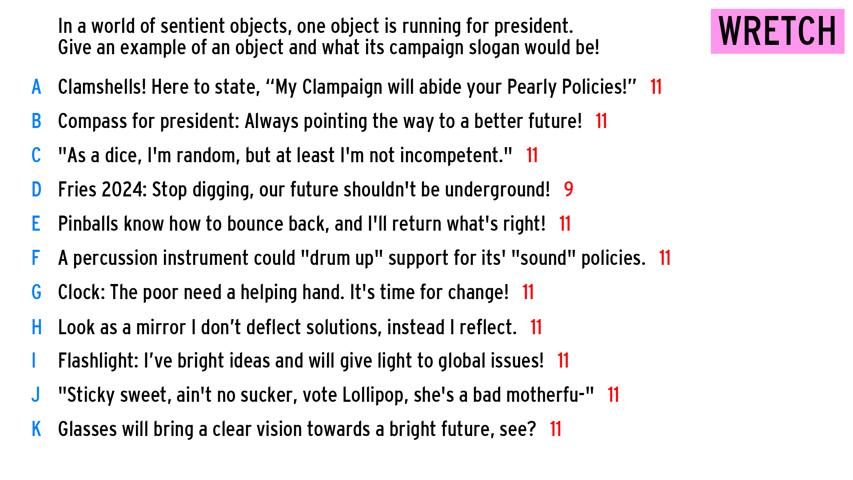 In a world of sentient objects, one object is running for president.
Give an example of an object and what its campaign slogan would be!
WRETCH
A Clamshells! Here to state, “My Clampaign will abide your Pearly Policies!” 11
B Compass for president: Always pointing the way to a better future! 11
C "As a dice, I'm random, but at least I'm not incompetent." 11
D Fries 2024: Stop digging, our future shouldn't be underground! 9
E Pinballs know how to bounce back, and I'll return what's right! 11
F A percussion instrument could "drum up" support for its' "sound" policies. 11
G Clock: The poor need a helping hand. It's time for change! 11
H Look as a mirror I don’t deflect solutions, instead I reflect. 11
I Flashlight: I’ve bright ideas and will give light to global issues! 11
J "Sticky sweet, ain't no sucker, vote Lollipop, she's a bad motherfu-" 11
K Glasses will bring a clear vision towards a bright future, see? 11